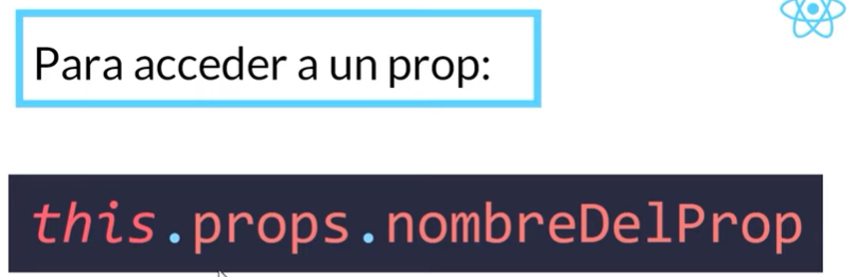 Para acceder a un prop:
this.props.nombreDelProp